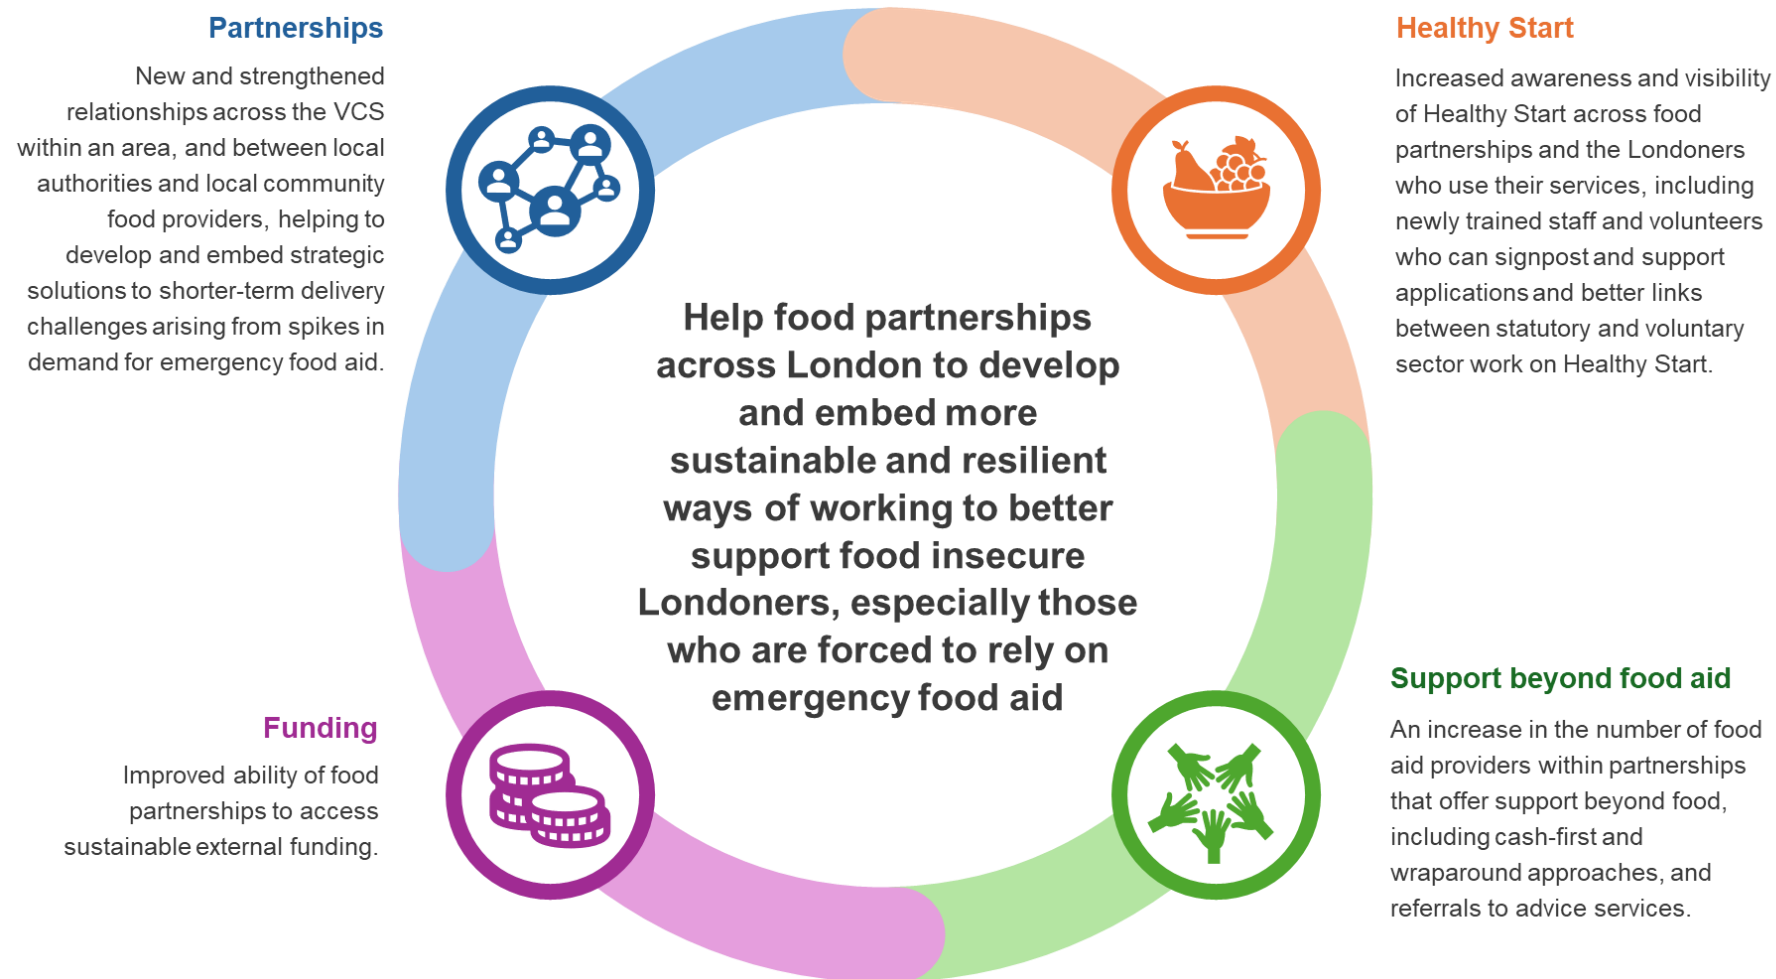 Partnerships
New and strengthened
relationships across the VCS
within an area, and between local
authorities and local community
food providers, helping to
develop and embed strategic
solutions to shorter-term delivery
challenges arising from spikes in
demand for emergency food aid.
Healthy Start
Increased awareness and visibility
of Healthy Start across food
partnerships and the Londoners
who use their services, including
newly trained staff and volunteers
who can signpost and support
applications and better links
between statutory and voluntary
sector work on Healthy Start.
Help food partnerships
across London to develop
and embed more
sustainable and resilient
ways of working to better
support food insecure
Londoners, especially those
who are forced to rely on
emergency food aid
Funding
Improved ability of food
partnerships to access
sustainable external funding.
Support beyond food aid
An increase in the number of food
aid providers within partnerships
that offer support beyond food,
including cash-first and
wraparound approaches, and
referrals to advice services.